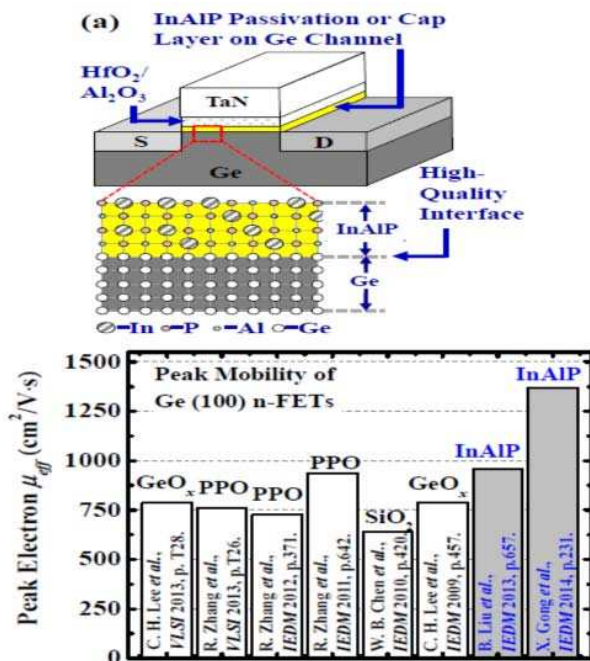 (a)
InAlP Passivation or Cap
Layer on Ge Channel
HfO2/
Al2O3
TaN
S
D
Ge
High-
Quality
Interface
InAlP
Ge
In
P
Al
Ge
Peak Electron μeff (cm2/V·s)
1500
1250
1000
750
500
250
0
Peak Mobility of
Ge (100) n-FETs
GeOx
PPO
PPO
PPO
SiO2
GeOx
InAlP
InAlP
C. H. Lee et al.,
VLSI 2013, p. T28.
R. Zhang et al.,
VLSI 2013, p.T26.
R. Zhang et al.,
IEDM 2012, p.371.
R. Zhang et al.,
IEDM 2011, p.642.
W. B. Chen et al.,
IEDM 2010, p.420.
C. H. Lee et al.,
IEDM 2009, p.457.
B. Liu et al.,
IEDM 2013, p.657.
X. Gong et al.,
IEDM 2014, p.231.